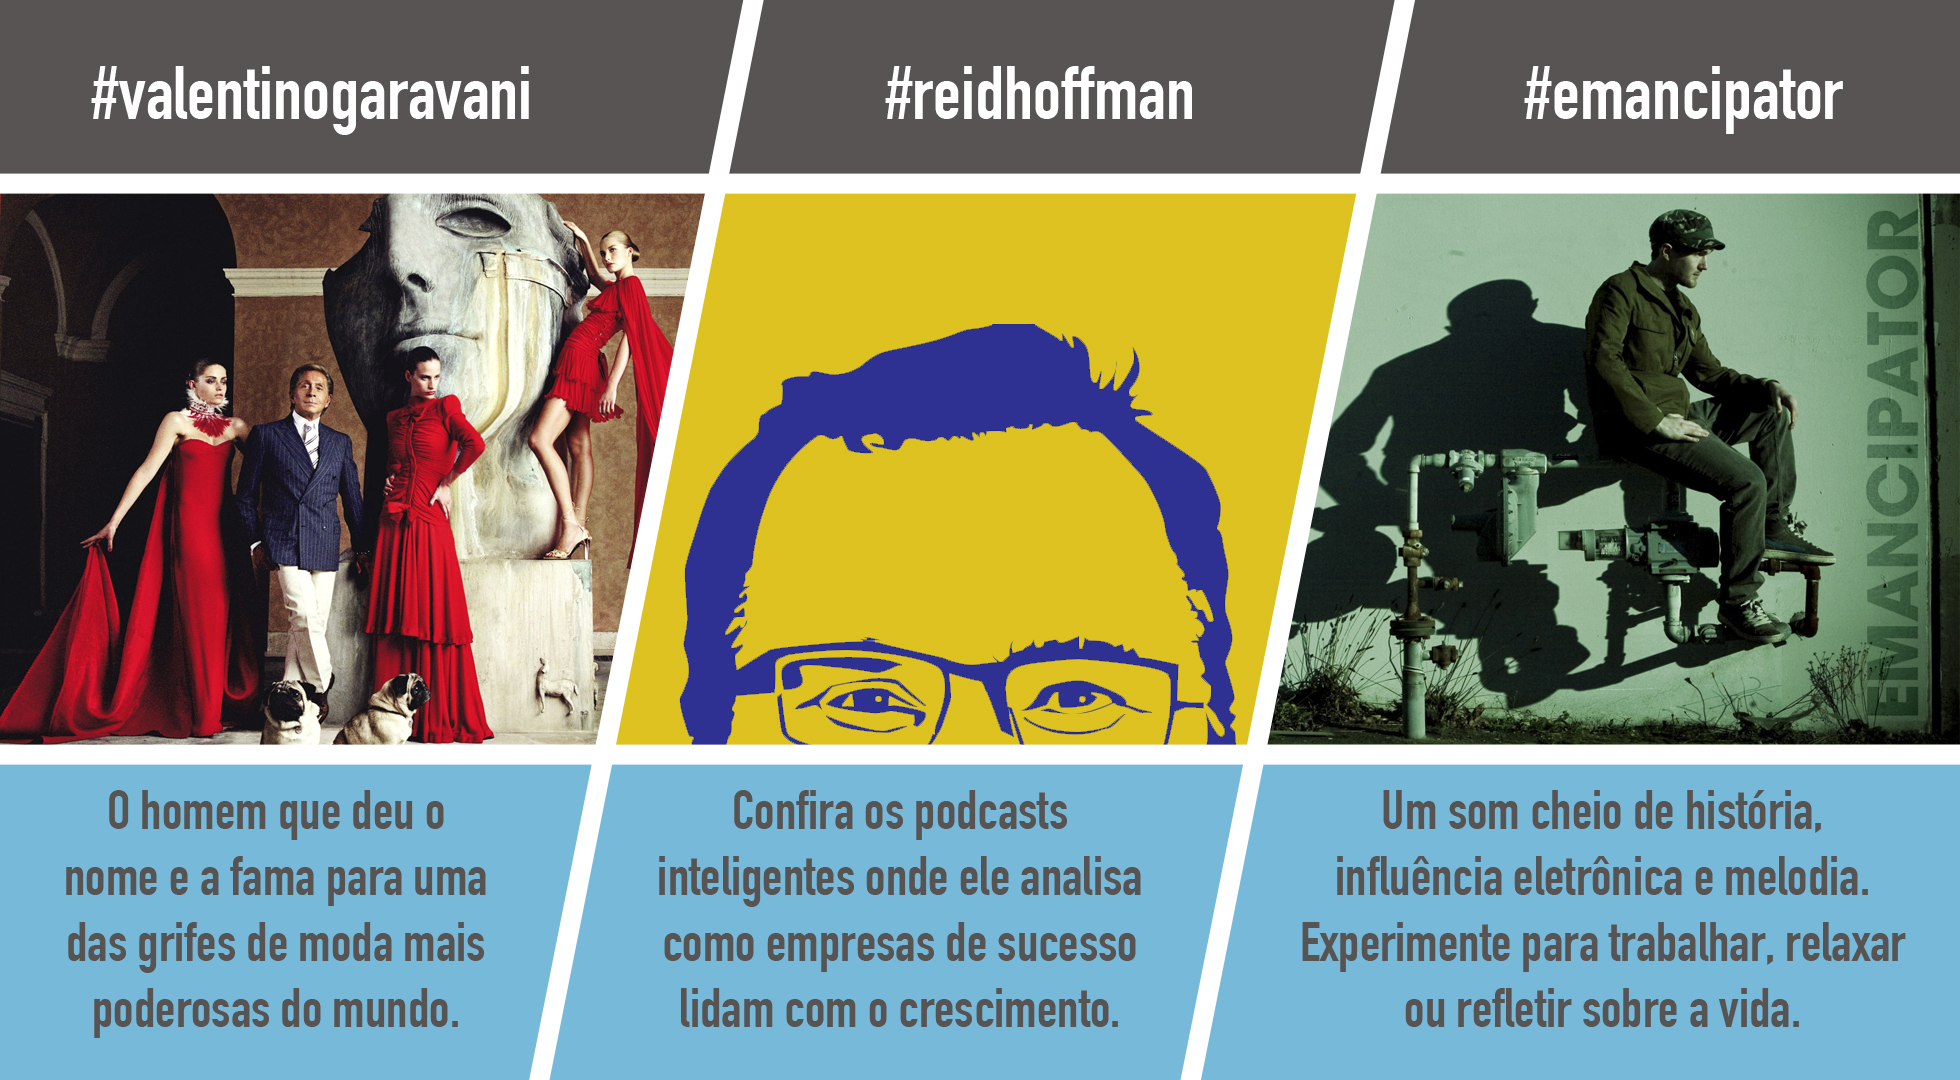 #valentinogaravani
#reidhoffman
#emancipator
EMANCIPATOR
O homem que deu o
nome e a fama para uma
das grifes de moda mais
poderosas do mundo.
Confira os podcasts
inteligentes onde ele analisa
como empresas de sucesso
lidam com o crescimento.
Um som cheio de história,
influência eletrônica e melodia.
Experimente para trabalhar, relaxar
ou refletir sobre a vida.